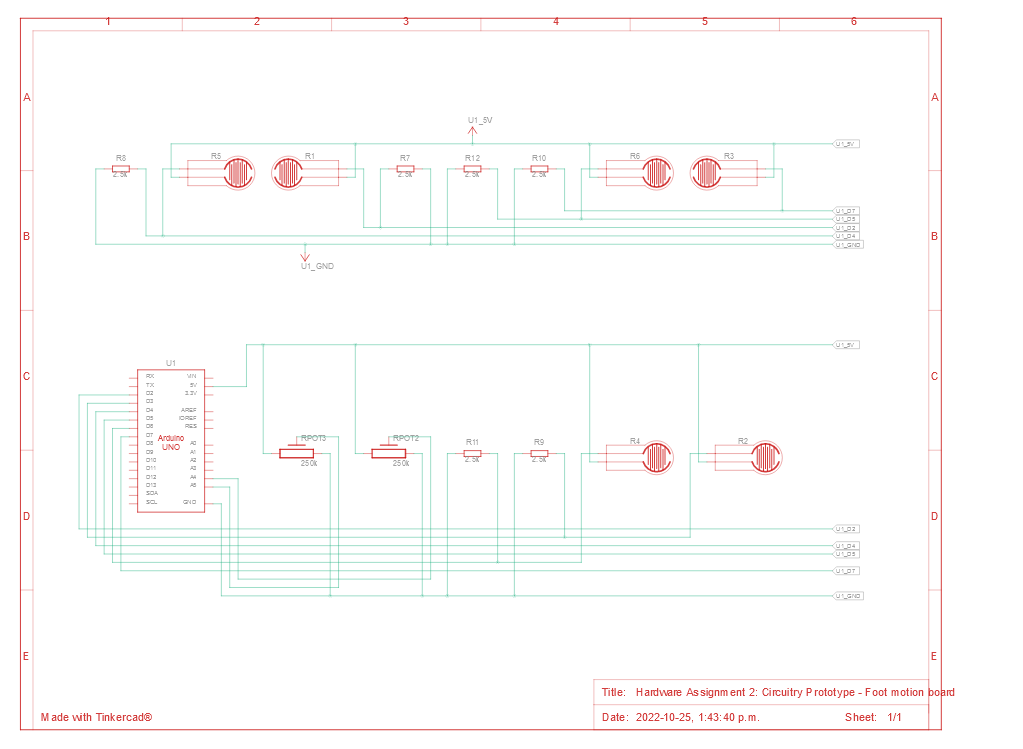 1 2 3 4 5 6
A A
U1_5V
U1_5V
R8 R5 R1 R7 R12 R10 R6 R3
2.5k 2.5k 2.5k 2.5k
U1_D7
U1_D5
U1_D2
B U1_D4 B
U1_GND
U1_GND
U1_5V
U1
C C
RX VIN
TX 5V
D2 3.3V
D3
D4 AREF
D5 IOREF
D6 RES
D7
D8 A0
D9 A1
D10 A2
D11 A3
D12 A4
D13 A5
SDA
SCL GND
Arduino
UNO
RPOT3 RPOT2 R11 R9 R4 R2
250k 250k 2.5k 2.5k
D D
U1_D2
U1_D4
U1_D5
U1_D7
U1_GND
E E
Title: Hardware Assignment 2: Circuitry Prototype - Foot motion board
Made with Tinkercad® Date: 2022-10-25, 1:43:40 p.m. Sheet: 1/1